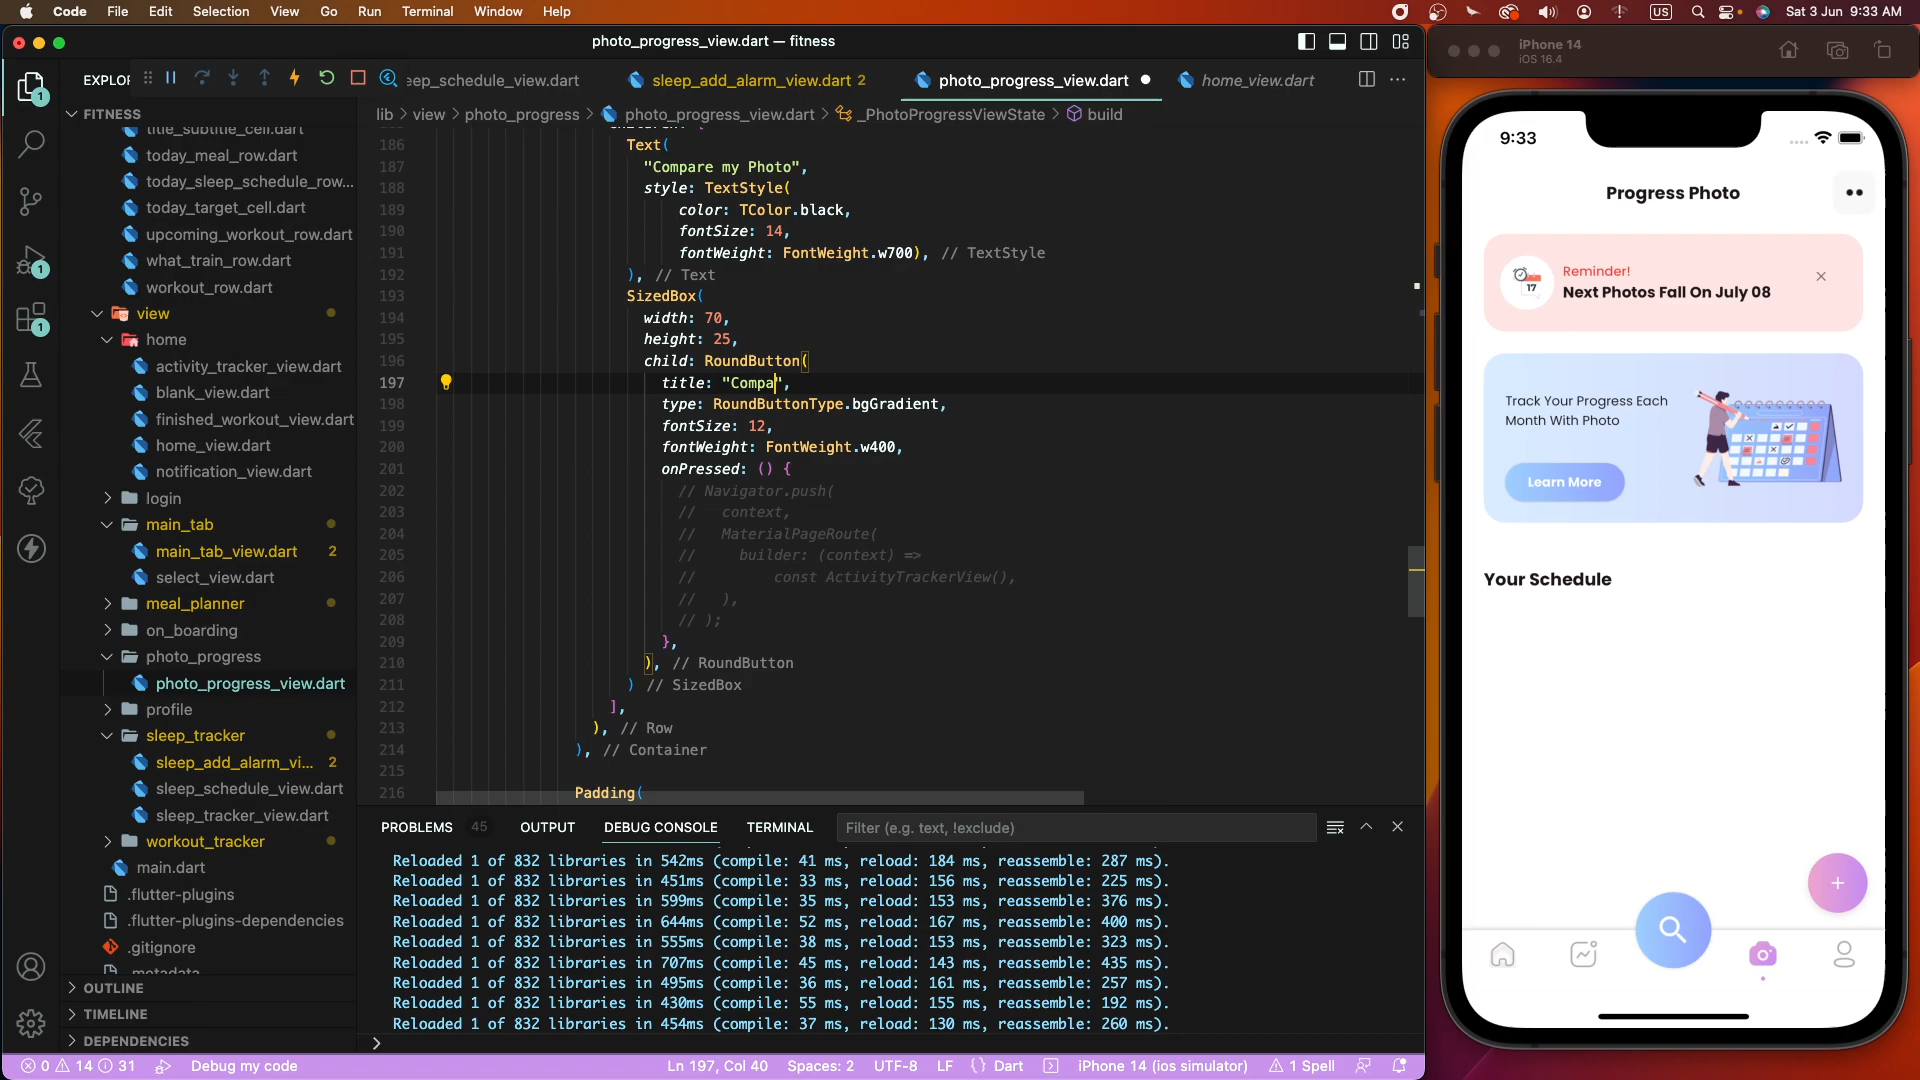 Code File Edit Selection View Go Run Terminal Window Help
US
Sat 3 Jun 9:33 AM
photo_progress_view.dart — fitness
EXPLOR
eep_schedule_view.dart
sleep_add_alarm_view.dart 2
photo_progress_view.dart
home_view.dart
lib > view > photo_progress > photo_progress_view.dart > _PhotoProgressViewState > build
FITNESS
title_subtitle_cell.dart
today_meal_row.dart
today_sleep_schedule_row...
today_target_cell.dart
upcoming_workout_row.dart
what_train_row.dart
workout_row.dart
view
home
activity_tracker_view.dart
blank_view.dart
finished_workout_view.dart
home_view.dart
notification_view.dart
login
main_tab
main_tab_view.dart 2
select_view.dart
meal_planner
on_boarding
photo_progress
photo_progress_view.dart
profile
sleep_tracker
sleep_add_alarm_vi... 2
sleep_schedule_view.dart
sleep_tracker_view.dart
workout_tracker
main.dart
.flutter-plugins
.flutter-plugins-dependencies
.gitignore
.metadata
OUTLINE
TIMELINE
DEPENDENCIES
1
1
1
186 Text(
187 "Compare my Photo",
188 style: TextStyle(
189 color: TColor.black,
190 fontSize: 14,
191 fontWeight: FontWeight.w700), // TextStyle
192 ), // Text
193 SizedBox(
194 width: 70,
195 height: 25,
196 child: RoundButton(
197 title: "Compa",
198 type: RoundButtonType.bgGradient,
199 fontSize: 12,
200 fontWeight: FontWeight.w400,
201 onPressed: () {
202 // Navigator.push(
203 // context,
204 // MaterialPageRoute(
205 // builder: (context) =>
206 // const ActivityTrackerView(),
207 // ),
208 // );
209 },
210 ), // RoundButton
211 ) // SizedBox
212 ],
213 ), // Row
214 ), // Container
215
216 Padding(
PROBLEMS 45 OUTPUT DEBUG CONSOLE TERMINAL Filter (e.g. text, !exclude)
Reloaded 1 of 832 libraries in 542ms (compile: 41 ms, reload: 184 ms, reassemble: 287 ms).
Reloaded 1 of 832 libraries in 451ms (compile: 33 ms, reload: 156 ms, reassemble: 225 ms).
Reloaded 1 of 832 libraries in 599ms (compile: 35 ms, reload: 153 ms, reassemble: 376 ms).
Reloaded 1 of 832 libraries in 644ms (compile: 52 ms, reload: 167 ms, reassemble: 400 ms).
Reloaded 1 of 832 libraries in 555ms (compile: 38 ms, reload: 153 ms, reassemble: 323 ms).
Reloaded 1 of 832 libraries in 707ms (compile: 45 ms, reload: 143 ms, reassemble: 435 ms).
Reloaded 1 of 832 libraries in 495ms (compile: 36 ms, reload: 161 ms, reassemble: 257 ms).
Reloaded 1 of 832 libraries in 430ms (compile: 55 ms, reload: 155 ms, reassemble: 192 ms).
Reloaded 1 of 832 libraries in 454ms (compile: 37 ms, reload: 130 ms, reassemble: 260 ms).
0 14 31 Debug my code Ln 197, Col 40 Spaces: 2 UTF-8 LF {} Dart iPhone 14 (ios simulator) 1 Spell
iPhone 14
iOS 16.4
9:33
Progress Photo
17
Reminder!
Next Photos Fall On July 08
Track Your Progress Each
Month With Photo
Learn More
Your Schedule